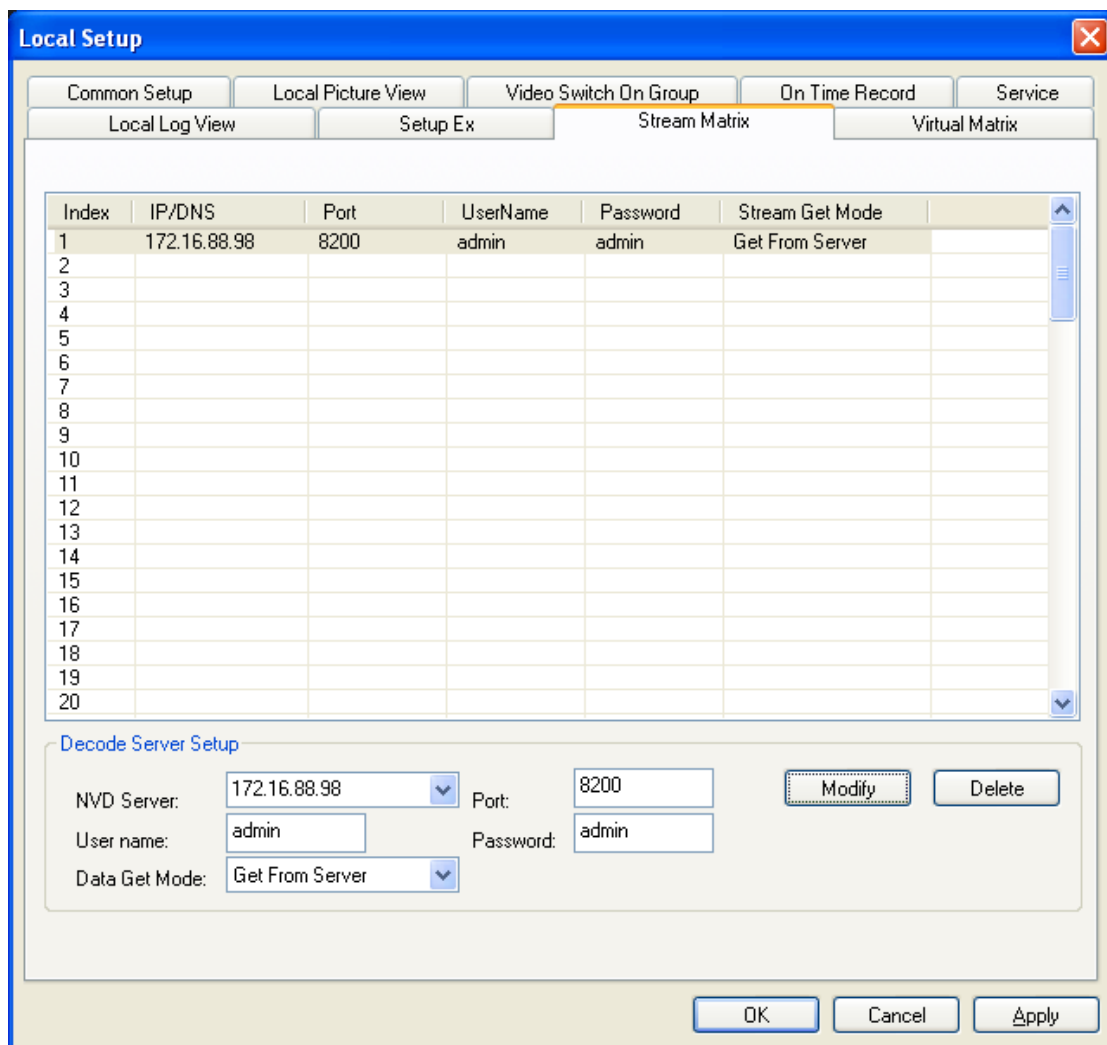 Local Setup
Common Setup Local Picture View Video Switch On Group On Time Record Service
Local Log View Setup Ex Stream Matrix Virtual Matrix
Index IP/DNS Port UserName Password Stream Get Mode
1 172.16.88.98 8200 admin admin Get From Server
2
3
4
5
6
7
8
9
10
11
12
13
14
15
16
17
18
19
20
Decode Server Setup
NVD Server: 172.16.88.98 Port: 8200 Modify Delete
User name: admin Password: admin
Data Get Mode: Get From Server
OK Cancel Apply